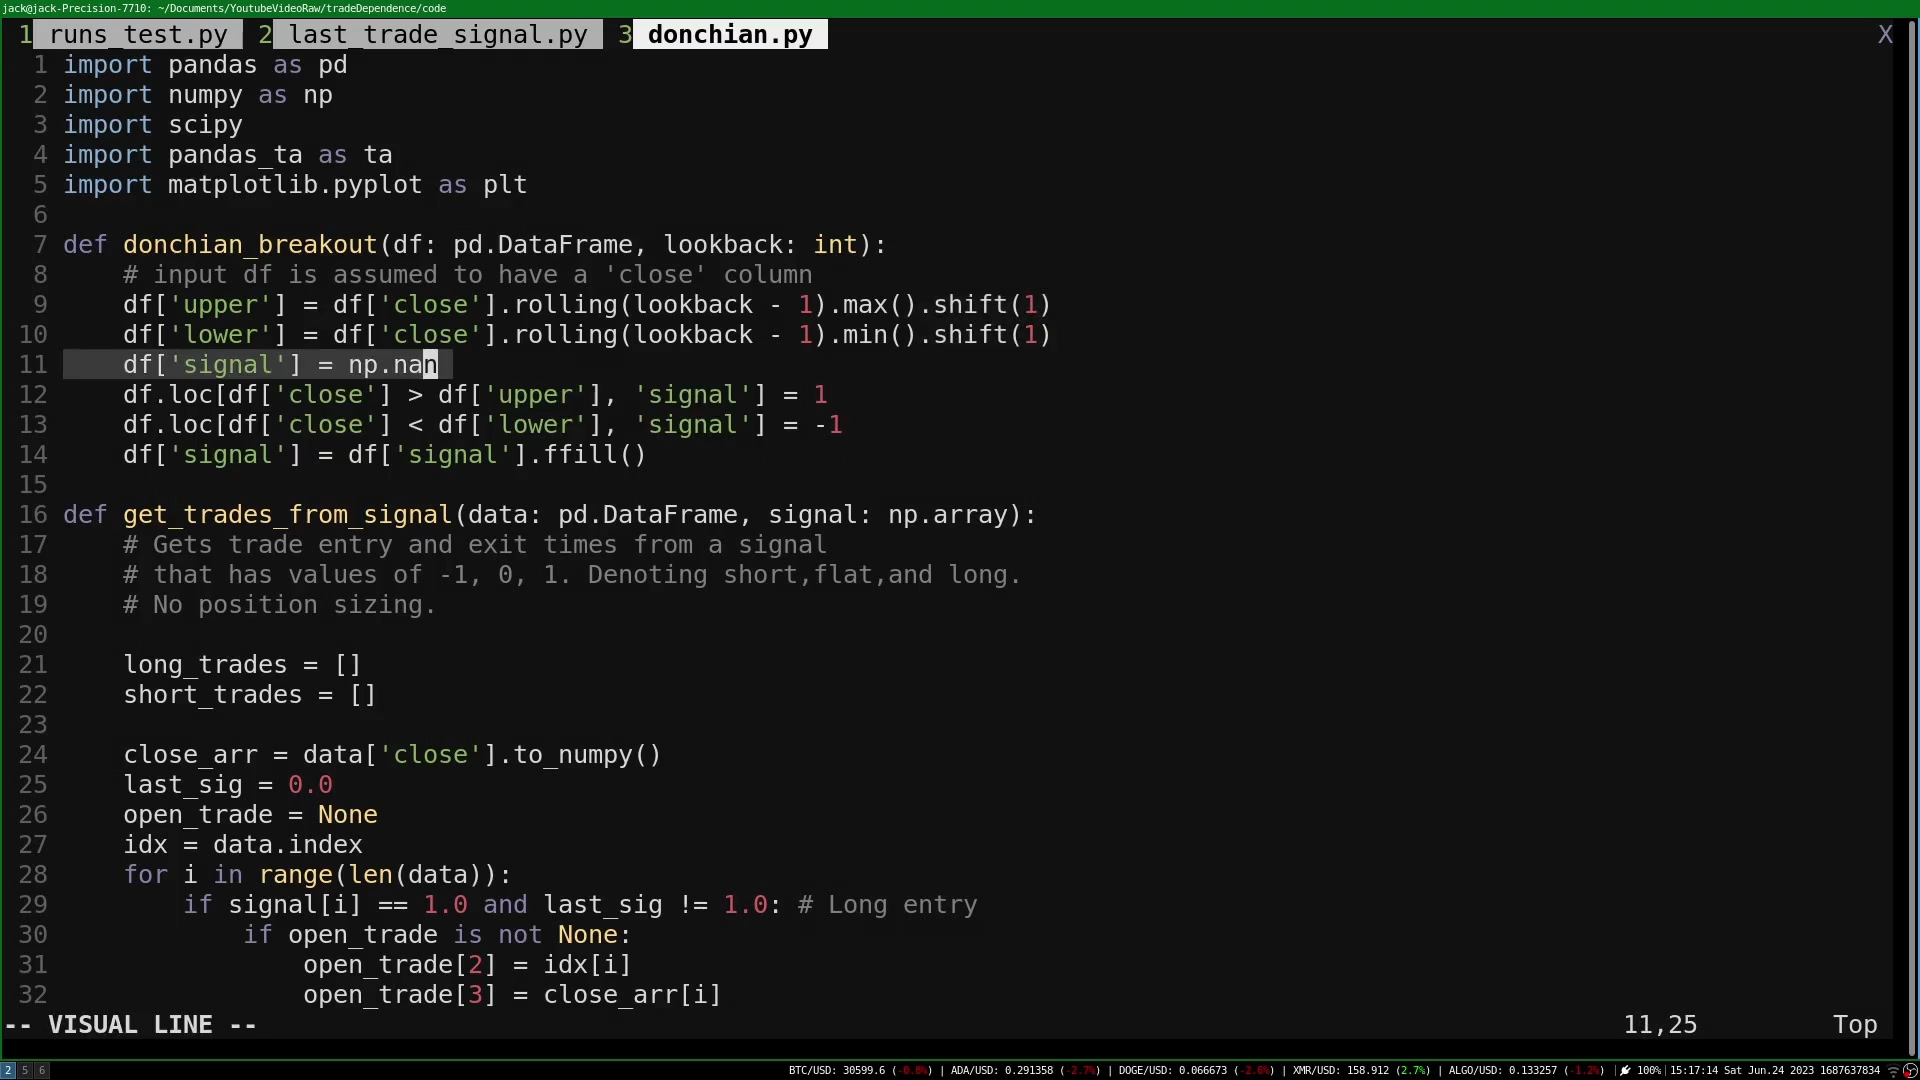 jack@jack-Precision-7710: ~/Documents/YoutubeVideoRaw/tradeDependence/code
1 runs_test.py 2 last_trade_signal.py 3 donchian.py X
1 import pandas as pd
2 import numpy as np
3 import scipy
4 import pandas_ta as ta
5 import matplotlib.pyplot as plt
6
7 def donchian_breakout(df: pd.DataFrame, lookback: int):
8     # input df is assumed to have a 'close' column
9     df['upper'] = df['close'].rolling(lookback - 1).max().shift(1)
10     df['lower'] = df['close'].rolling(lookback - 1).min().shift(1)
11     df['signal'] = np.nan
12     df.loc[df['close'] > df['upper'], 'signal'] = 1
13     df.loc[df['close'] < df['lower'], 'signal'] = -1
14     df['signal'] = df['signal'].ffill()
15
16 def get_trades_from_signal(data: pd.DataFrame, signal: np.array):
17     # Gets trade entry and exit times from a signal
18     # that has values of -1, 0, 1. Denoting short,flat,and long.
19     # No position sizing.
20
21     long_trades = []
22     short_trades = []
23
24     close_arr = data['close'].to_numpy()
25     last_sig = 0.0
26     open_trade = None
27     idx = data.index
28     for i in range(len(data)):
29         if signal[i] == 1.0 and last_sig != 1.0: # Long entry
30             if open_trade is not None:
31                 open_trade[2] = idx[i]
32                 open_trade[3] = close_arr[i]
-- VISUAL LINE -- 11,25 Top
2 5 6 BTC/USD: 30599.6 (-0.8%) | ADA/USD: 0.291358 (-2.7%) | DOGE/USD: 0.066673 (-2.6%) | XMR/USD: 158.912 (2.7%) | ALGO/USD: 0.133257 (-1.2%) | 100% | 15:17:14 Sat Jun.24 2023 1687637834